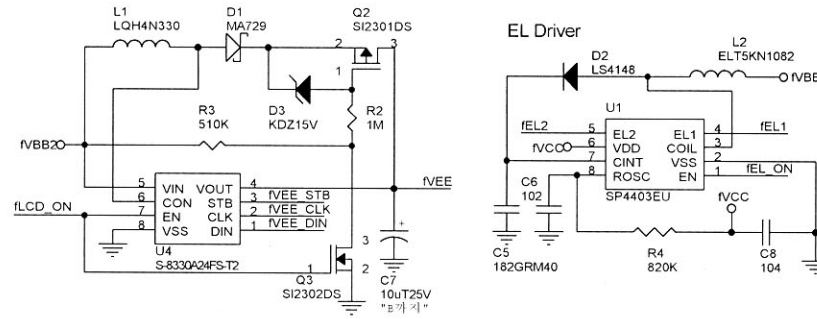 L1
LQH4N330
D1
MA729
Q2
SI2301DS
2
3
1
R3
510K
D3
KDZ15V
R2
1M
fVBB2
5
6
7
8
VIN
CON
EN
VSS
VOUT
STB
CLK
DIN
4
3
2
1
fVEE_STB
fVEE_CLK
fVEE_DIN
fVEE
fLCD_ON
U4
S-8330A24FS-T2
3
1
2
Q3
SI2302DS
+
C7
10uT25V
"B까지"
EL Driver
D2
LS4148
L2
ELT5KN1082
fVBB
U1
fEL2
fVCC
5
6
7
8
EL2
VDD
CINT
ROSC
EL1
COIL
VSS
EN
4
3
2
1
fEL1
fEL_ON
SP4403EU
C6
102
fVCC
C5
182GRM40
R4
820K
C8
104